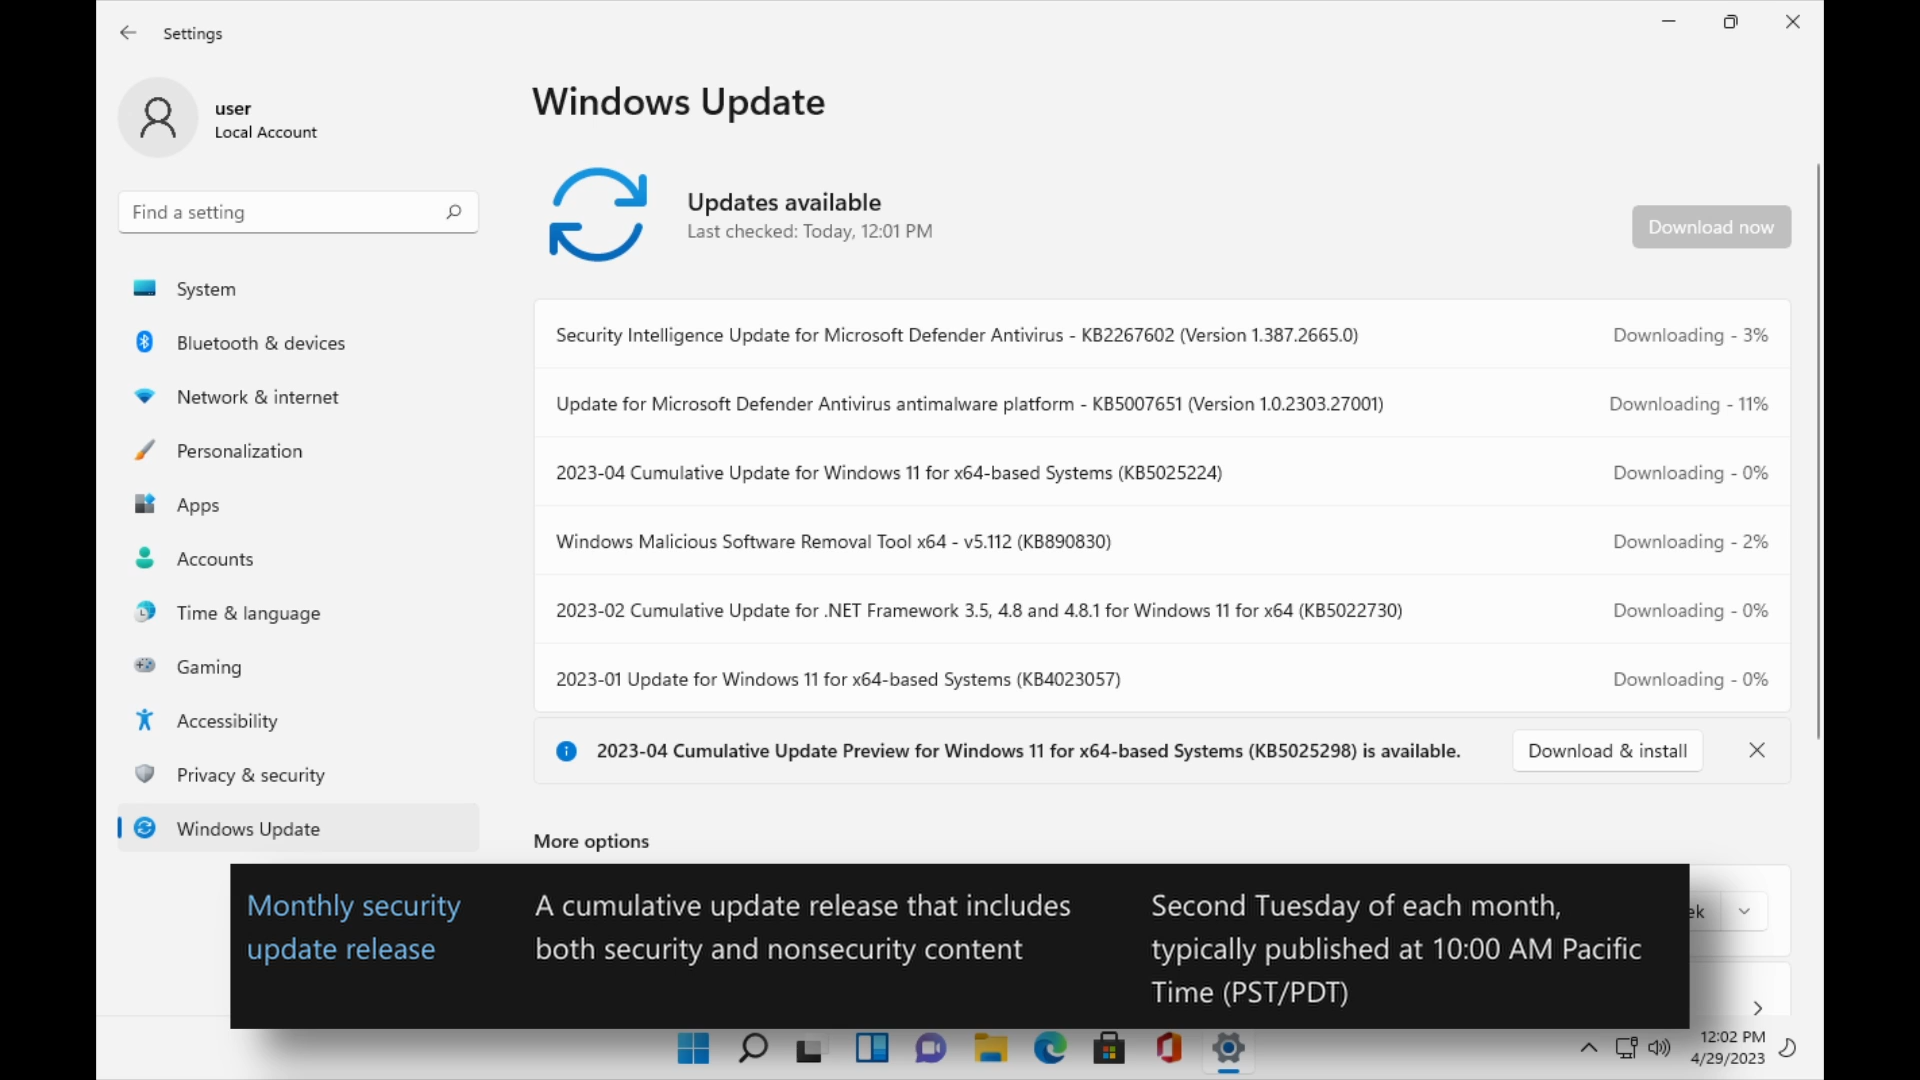 Settings
user
Local Account
Find a setting
System
Bluetooth & devices
Network & internet
Personalization
Apps
Accounts
Time & language
Gaming
Accessibility
Privacy & security
Windows Update
Windows Update
Updates available
Last checked: Today, 12:01 PM
Download now
Security Intelligence Update for Microsoft Defender Antivirus - KB2267602 (Version 1.387.2665.0) Downloading - 3%
Update for Microsoft Defender Antivirus antimalware platform - KB5007651 (Version 1.0.2303.27001) Downloading - 11%
2023-04 Cumulative Update for Windows 11 for x64-based Systems (KB5025224) Downloading - 0%
Windows Malicious Software Removal Tool x64 - v5.112 (KB890830) Downloading - 2%
2023-02 Cumulative Update for .NET Framework 3.5, 4.8 and 4.8.1 for Windows 11 for x64 (KB5022730) Downloading - 0%
2023-01 Update for Windows 11 for x64-based Systems (KB4023057) Downloading - 0%
2023-04 Cumulative Update Preview for Windows 11 for x64-based Systems (KB5025298) is available. Download & install
More options
Monthly security
update release
A cumulative update release that includes
both security and nonsecurity content
Second Tuesday of each month,
typically published at 10:00 AM Pacific
Time (PST/PDT)
12:02 PM
4/29/2023